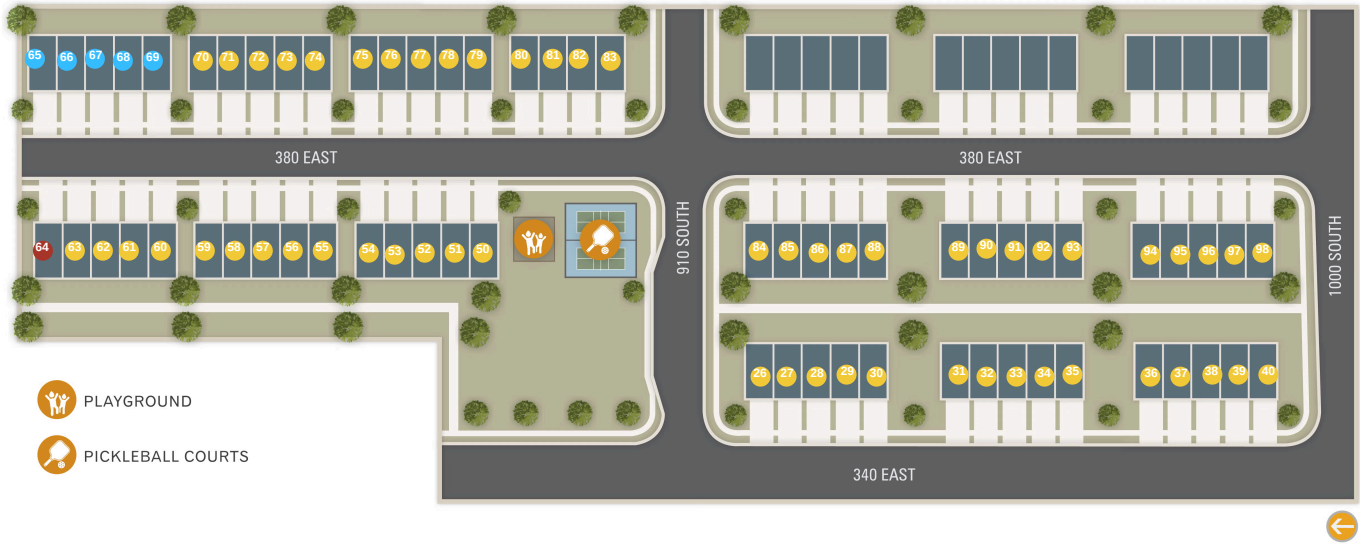 65 66 67 68 69 70 71 72 73 74 75 76 77 78 79 80 81 82 83
380 EAST 380 EAST
910 SOUTH
1000 SOUTH
64 63 62 61 60 59 58 57 56 55 54 53 52 51 50 84 85 86 87 88 89 90 91 92 93 94 95 96 97 98
26 27 28 29 30 31 32 33 34 35 36 37 38 39 40
PLAYGROUND
PICKLEBALL COURTS
340 EAST